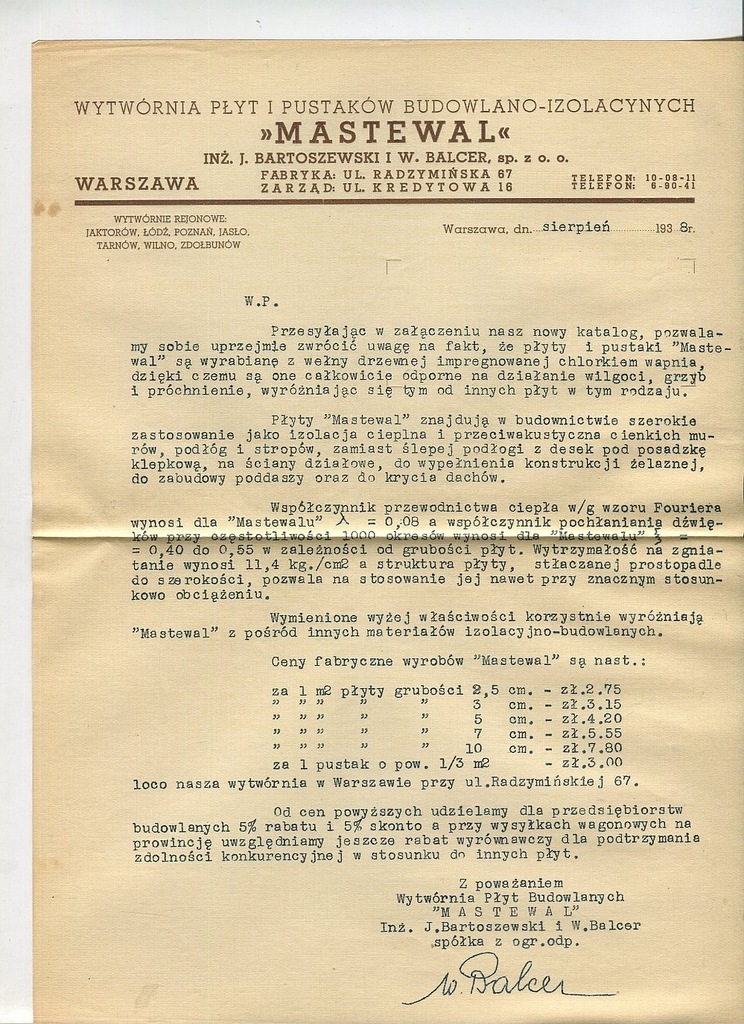 WYTWÓRNIA PŁYT I PUSTAKÓW BUDOWLANO-IZOLACYNYCH
»MASTEWAL«
INŻ. J. BARTOSZEWSKI I W. BALCER, sp. z o. o.
WARSZAWA
FABRYKA: UL. RADZYMIŃSKA 67
ZARZĄD: UL. KREDYTOWA 16
TELEFON: 10-08-11
TELEFON: 6-90-41
WYTWÓRNIE REJONOWE:
JAKTORÓW, ŁÓDŹ, POZNAŃ, JASŁO,
TARNÓW, WILNO, ZDOŁBUNÓW
Warszawa, dn. sierpień 1938r.
W.P.
Przesyłając w załączeniu nasz nowy katalog, pozwala-
my sobie uprzejmie zwrócić uwagę na fakt, że płyty i pustaki "Maste-
wal" są wyrabianę z wełny drzewnej impregnowanej chlorkiem wapnia,
dzięki czemu są one całkowicie odporne na działanie wilgoci, grzyb
i próchnienie, wyróżniając się tym od innych płyt w tym rodzaju.
Płyty "Mastewal" znajdują w budownictwie szerokie
zastosowanie jako izolacja cieplna i przeciwakustyczna cienkich mu-
rów, podłóg i stropów, zamiast ślepej podłogi z desek pod posadzkę
klepkową, na ściany działowe, do wypełnienia konstrukcji żelaznej,
do zabudowy poddaszy oraz do krycia dachów.
Współczynnik przewodnictwa ciepła w/g wzoru Fouriera
wynosi dla "Mastewalu" λ = 0,08 a współczynnik pochłaniania dźwię-
ków przy częstotliwości 1000 okresów wynosi dla "Mastewalu" =
= 0,40 do 0,55 w zależności od grubości płyt. Wytrzymałość na zgnia-
tanie wynosi 11,4 kg./cm2 a struktura płyty, stłaczanej prostopadle
do szerokości, pozwala na stosowanie jej nawet przy znacznym stosun-
kowo obciążeniu.
Wymienione wyżej właściwości korzystnie wyróżniają
"Mastewal" z pośród innych materiałów izolacyjno-budowlanych.
Ceny fabryczne wyrobów "Mastewal" są nast.:
za 1 m2 płyty grubości 2,5 cm. - zł.2.75
" " " " " 3 cm. - zł.3.15
" " " " " 5 cm. - zł.4.20
" " " " " 7 cm. - zł.5.55
" " " " " 10 cm. - zł.7.80
za 1 pustak o pow. 1/3 m2 - zł.3.00
loco nasza wytwórnia w Warszawie przy ul.Radzymińskiej 67.
Od cen powyższych udzielamy dla przedsiębiorstw
budowlanych 5% rabatu i 5% skonto a przy wysyłkach wagonowych na
prowincję uwzględniamy jeszcze rabat wyrównawczy dla podtrzymania
zdolności konkurencyjnej w stosunku do innych płyt.
Z poważaniem
Wytwórnia Płyt Budowlanych
"M A S T E W A L"
Inż. J.Bartoszewski i W.Balcer
spółka z ogr.odp.
W. Balcer